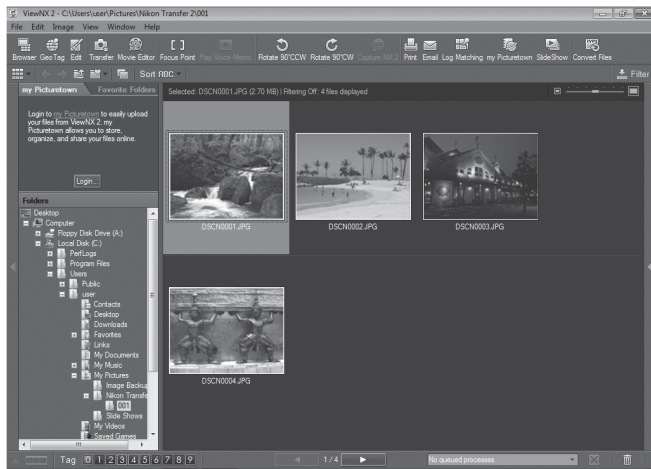 ViewNX 2 - C:\Users\user\Pictures\Nikon Transfer 2\001
File Edit Image View Window Help
Browser GeoTag Edit Transfer Movie Editor Focus Point Play Voice Memo Rotate 90°CCW Rotate 90°CW Capture NX 2 Print Email Log Matching my Picturetown SlideShow Convert Files
Sort ABC Filter
my Picturetown Favorite Folders
Selected: DSCN0001.JPG (2.70 MB) | Filtering Off: 4 files displayed
Login to my Picturetown to easily upload
your files from ViewNX 2. my
Picturetown allows you to store,
organize, and share your files online.
Login...
DSCN0001.JPG DSCN0002.JPG DSCN0003.JPG
Folders
Desktop
Computer
Floppy Disk Drive (A:)
Local Disk (C:)
PerfLogs
Program Files
Users
Public
user
Contacts
Desktop
Downloads
Favorites
Links
My Documents
My Music
My Pictures
Image Backup
Nikon Transfe
001
Slide Shows
My Videos
Saved Games
DSCN0004.JPG
Tag 0 1 2 3 4 5 6 7 8 9
1 / 4
No queued processes